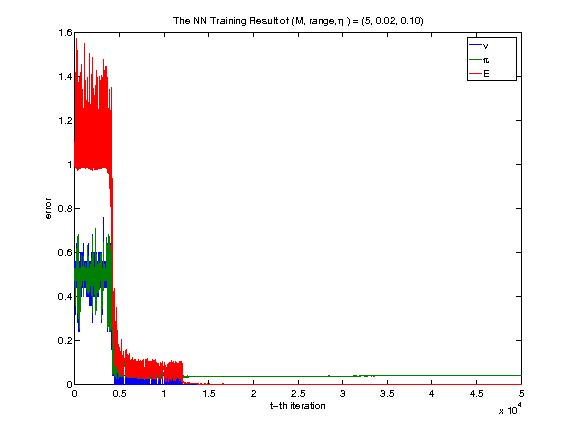 The NN Training Result of (M, range,η ) = (5, 0.02, 0.10)
1.6
1.4
1.2
1
0.8
0.6
0.4
0.2
0
error
ν
π
E
0 0.5 1 1.5 2 2.5 3 3.5 4 4.5 5
t−th iteration
x 10^4